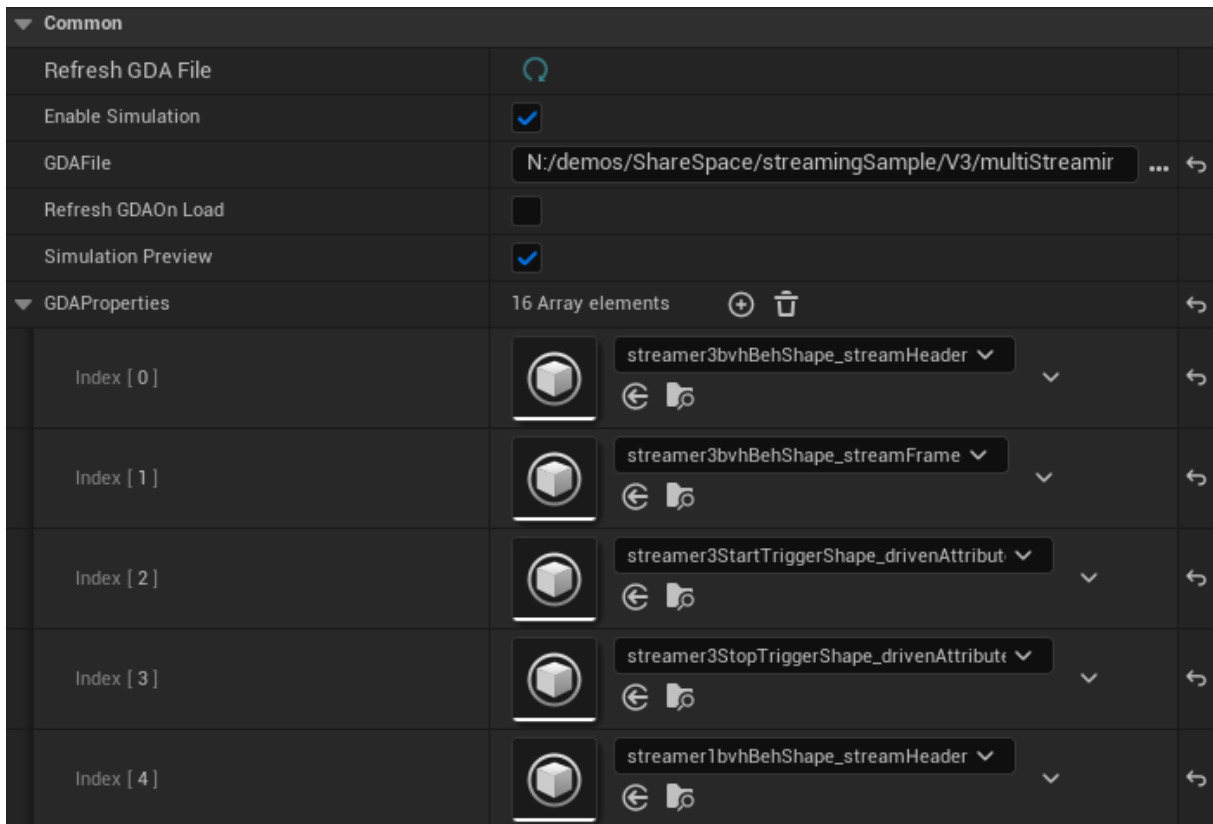 Common
Refresh GDA File
Enable Simulation
GDAFile N:/demos/ShareSpace/streamingSample/V3/multiStreamir ...
Refresh GDAOn Load
Simulation Preview
GDAProperties 16 Array elements
Index [ 0 ] streamer3bvhBehShape_streamHeader
Index [ 1 ] streamer3bvhBehShape_streamFrame
Index [ 2 ] streamer3StartTriggerShape_drivenAttribut
Index [ 3 ] streamer3StopTriggerShape_drivenAttribute
Index [ 4 ] streamer1bvhBehShape_streamHeader